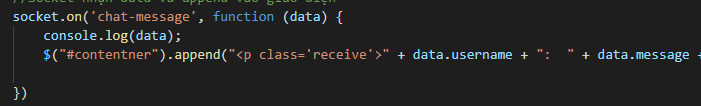 //socket nhận data và append vào giao diện
socket.on('chat-message', function (data) {
console.log(data);
$("#contentner").append("<p class='receive'>" + data.username + ":  " + data.message +
})